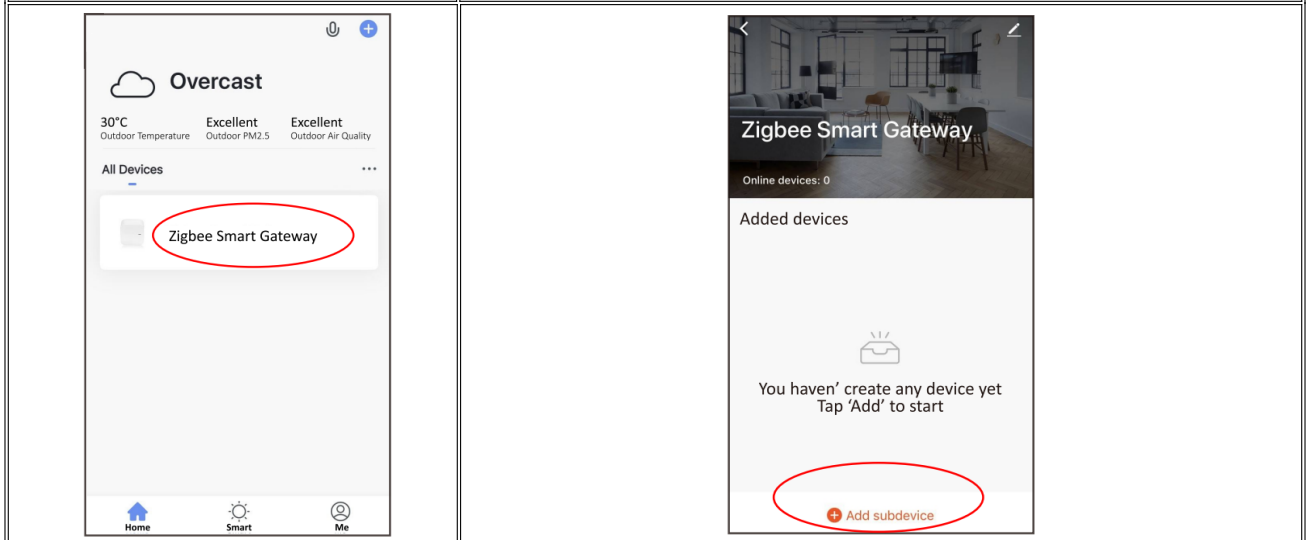 Overcast
30°C Excellent Excellent
Outdoor Temperature Outdoor PM2.5 Outdoor Air Quality
All Devices
Zigbee Smart Gateway
Home Smart Me
Zigbee Smart Gateway
Online devices: 0
Added devices
You haven’ create any device yet
Tap ‘Add’ to start
Add subdevice